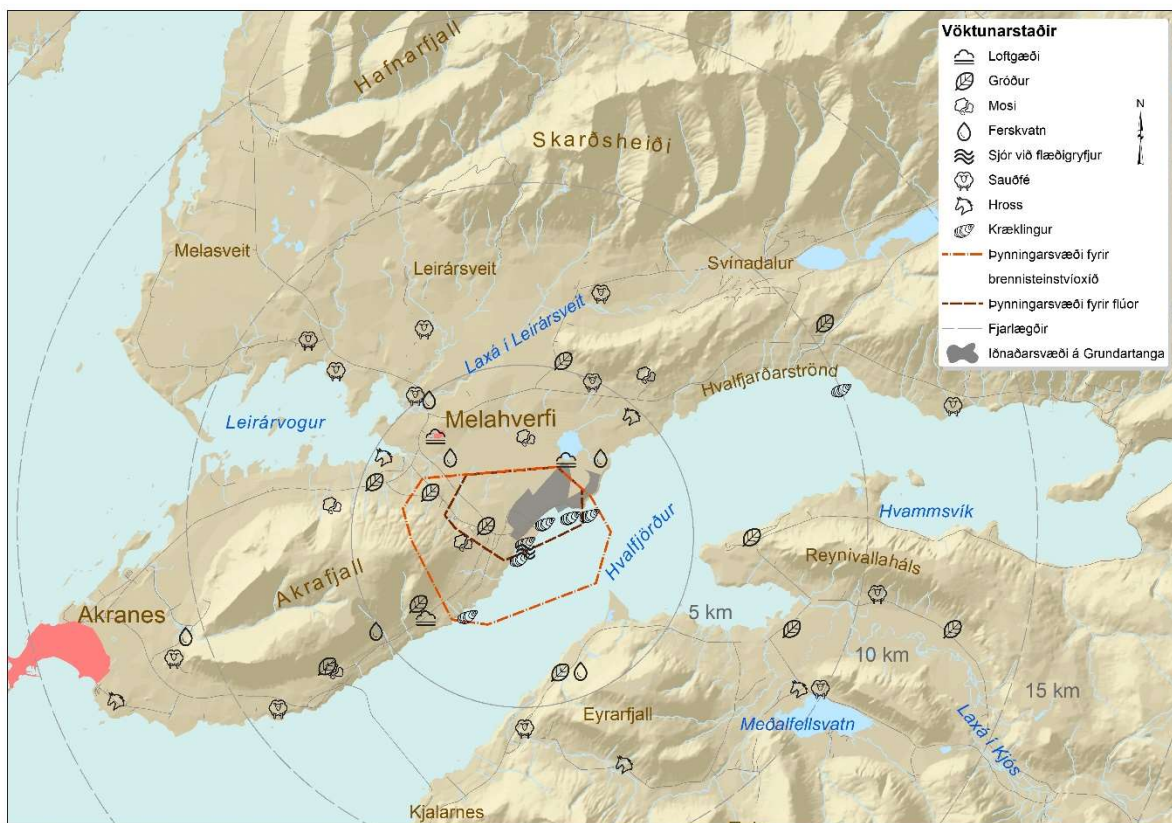 Hafnarfjall
Skarðsheiði
Melasveit
Leirársveit
Svínadalur
Laxá í Leirársveit
Hvalfjarðarströnd
Leirárvogur
Melahverfi
Hvalfjörður
Hvammsvík
Reynivallaháls
Akrafjall
Akranes
5 km
10 km
15 km
Eyrarfjall
Meðalfellsvatn
Laxá í Kjós
Kjalarnes
Vöktunarstaðir
Loftgæði
Gróður
Mosi
Ferskvatn
Sjór við flæðigryfjur
Sauðfé
Hross
Kræklingur
Þynningarsvæði fyrir
brennisteinstvíoxíð
Þynningarsvæði fyrir flúor
Fjarlægðir
Iðnaðarsvæði á Grundartanga
N